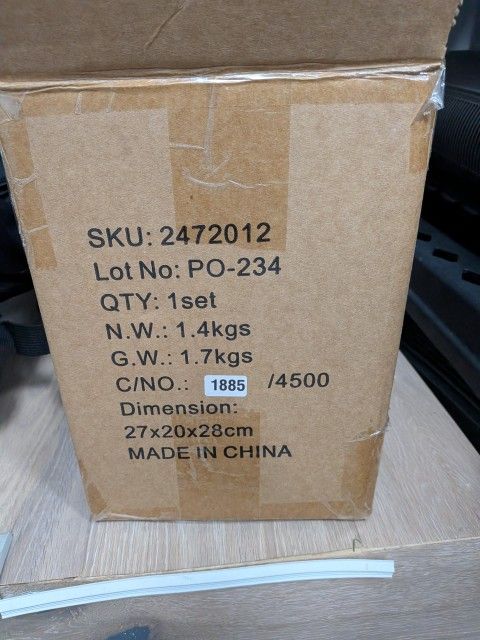 SKU: 2472012
Lot No: PO-234
QTY: 1set
N.W.: 1.4kgs
G.W.: 1.7kgs
C/NO.: 1885 /4500
Dimension:
27x20x28cm
MADE IN CHINA